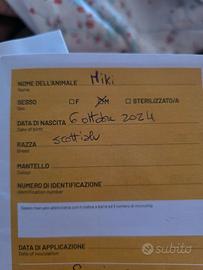 NOME DELL'ANIMALE Miki
Name
SESSO □F ☒M □STERILIZZATO/A
Sex
DATA DI NASCITA 6 ottobre 2024
Date of birth
RAZZA scottish
Breed
MANTELLO
Colour
NUMERO DI IDENTIFICAZIONE
Identification number
DATA DI APPLICAZIONE
Date of inoculation
subito